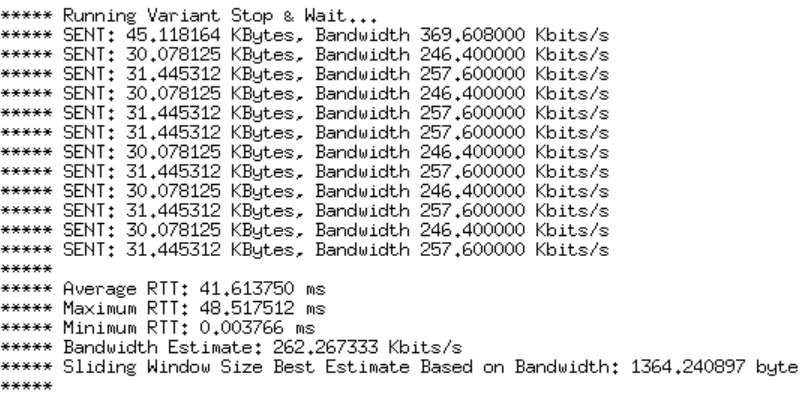 ***** Running Variant Stop & Wait...
***** SENT: 45.118164 KBytes, Bandwidth 369.608000 Kbits/s
***** SENT: 30.078125 KBytes, Bandwidth 246.400000 Kbits/s
***** SENT: 31.445312 KBytes, Bandwidth 257.600000 Kbits/s
***** SENT: 30.078125 KBytes, Bandwidth 246.400000 Kbits/s
***** SENT: 31.445312 KBytes, Bandwidth 257.600000 Kbits/s
***** SENT: 31.445312 KBytes, Bandwidth 257.600000 Kbits/s
***** SENT: 30.078125 KBytes, Bandwidth 246.400000 Kbits/s
***** SENT: 31.445312 KBytes, Bandwidth 257.600000 Kbits/s
***** SENT: 30.078125 KBytes, Bandwidth 246.400000 Kbits/s
***** SENT: 31.445312 KBytes, Bandwidth 257.600000 Kbits/s
***** SENT: 30.078125 KBytes, Bandwidth 246.400000 Kbits/s
***** SENT: 31.445312 KBytes, Bandwidth 257.600000 Kbits/s
*****
***** Average RTT: 41.613750 ms
***** Maximum RTT: 48.517512 ms
***** Minimum RTT: 0.003766 ms
***** Bandwidth Estimate: 262.267333 Kbits/s
***** Sliding Window Size Best Estimate Based on Bandwidth: 1364.240897 byte
*****